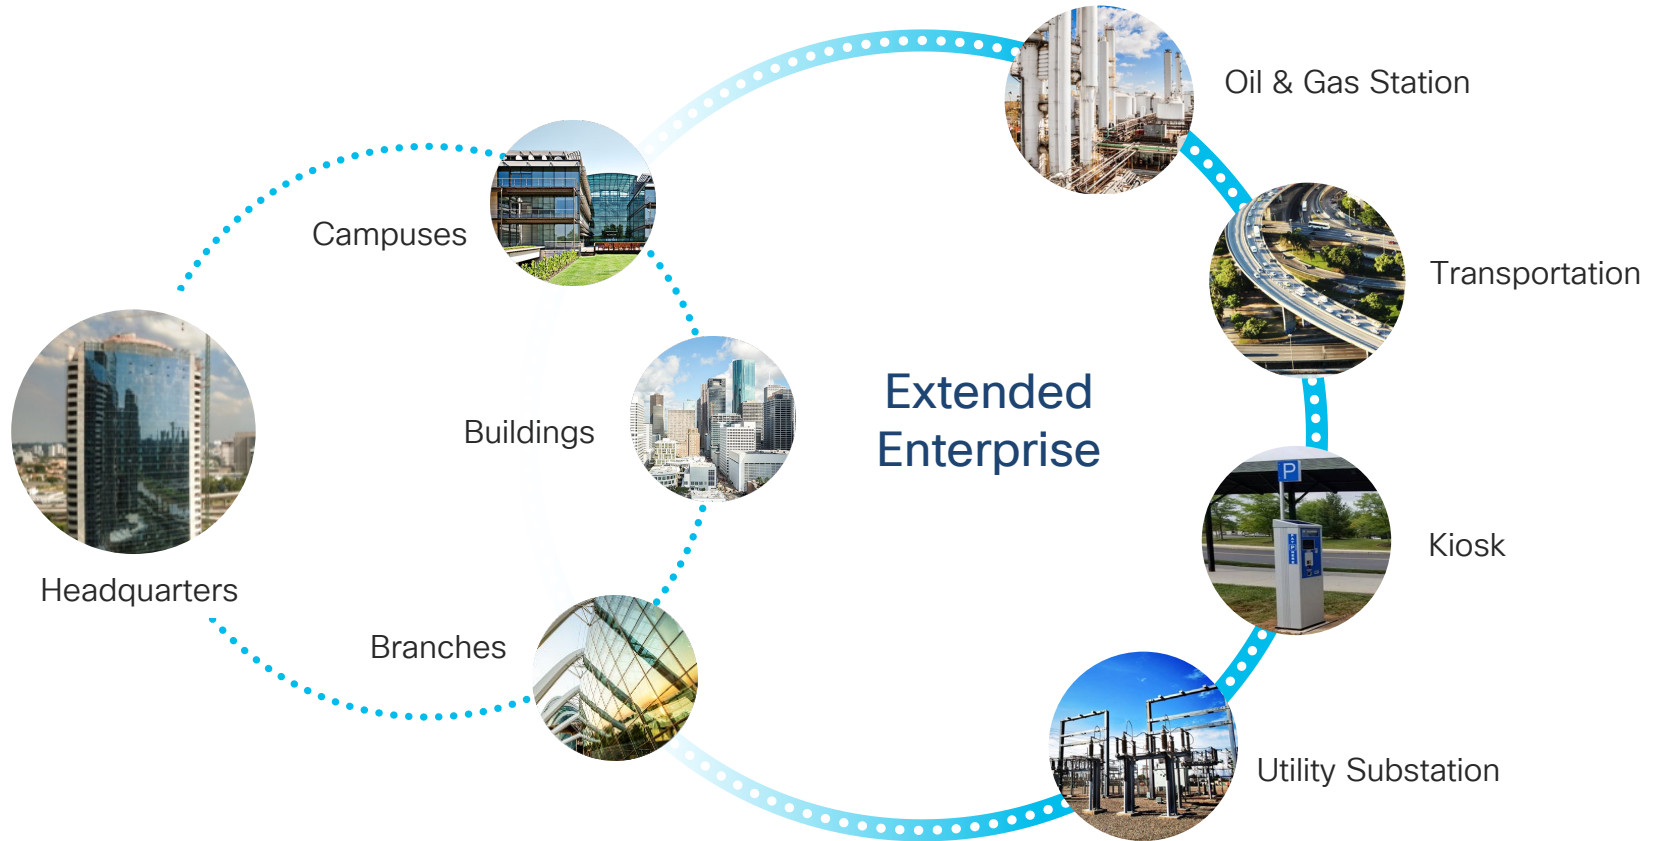 Oil & Gas Station
Campuses
Transportation
Extended
Enterprise
Buildings
P
Kiosk
Headquarters
Branches
Utility Substation